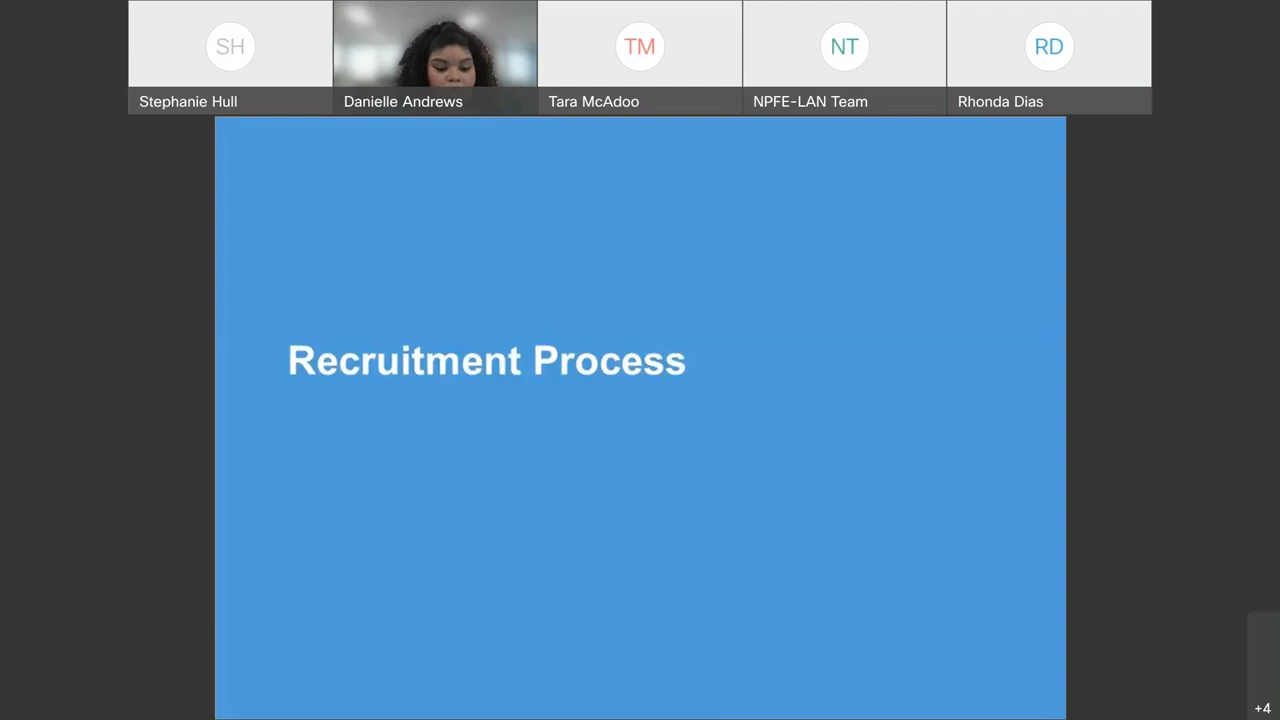 SH
TM
NT
RD
Stephanie Hull
Danielle Andrews
Tara McAdoo
NPFE-LAN Team
Rhonda Dias
Recruitment Process
+4